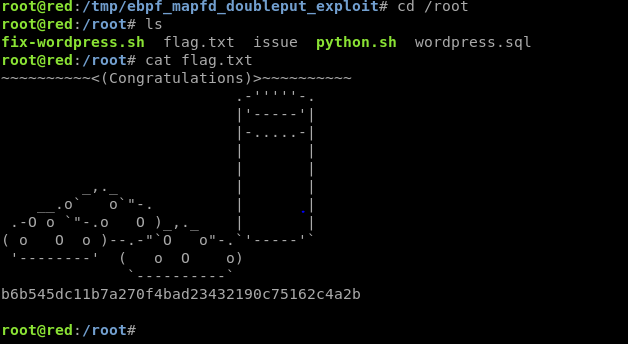 root@red:/tmp/ebpf_mapfd_doubleput_exploit# cd /root
root@red:/root# ls
fix-wordpress.sh  flag.txt  issue  python.sh  wordpress.sql
root@red:/root# cat flag.txt
~~~~~~~~~~<(Congratulations)>~~~~~~~~~~
                          .-'''''-.
                          |'-----'|
                          |-.....-|
                          |       |
                          |       |
         _,._             |       |
    __.o`   o`"-.         |       |
 .-O o `"-.o   O )_,._    |       |
( o   O  o )--.-"`O   o"-.`'-----'`
 '--------'  (   o  O    o)
              `----------`
b6b545dc11b7a270f4bad23432190c75162c4a2b
root@red:/root#